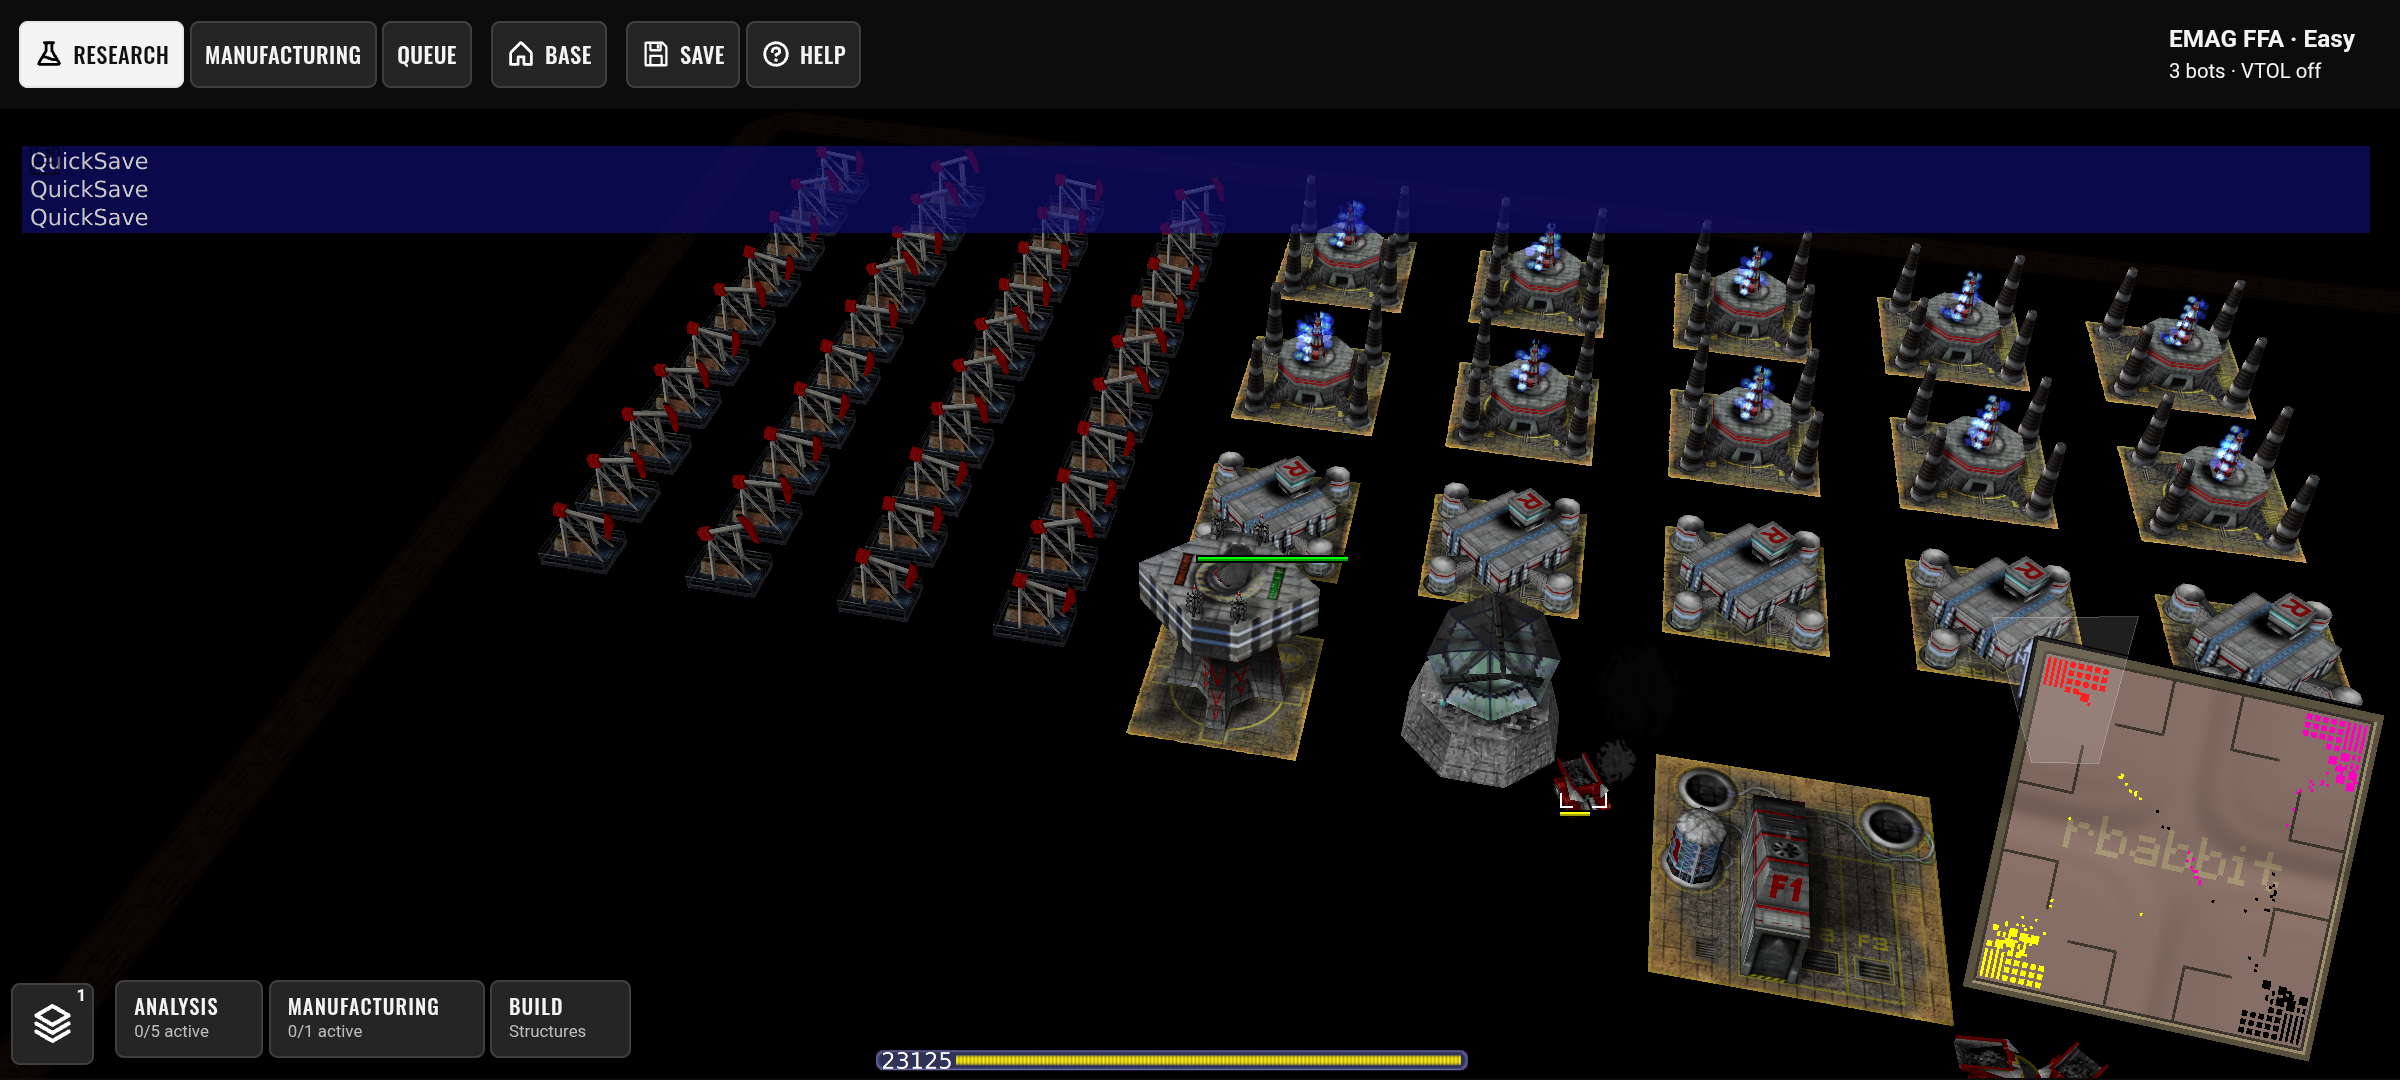 RESEARCH
MANUFACTURING
QUEUE
BASE
SAVE
HELP
EMAG FFA · Easy
3 bots · VTOL off
QuickSave
QuickSave
QuickSave
R
R
R
R
R
F1
F3
rbabbit
1
ANALYSIS
0/5 active
MANUFACTURING
0/1 active
BUILD
Structures
23125